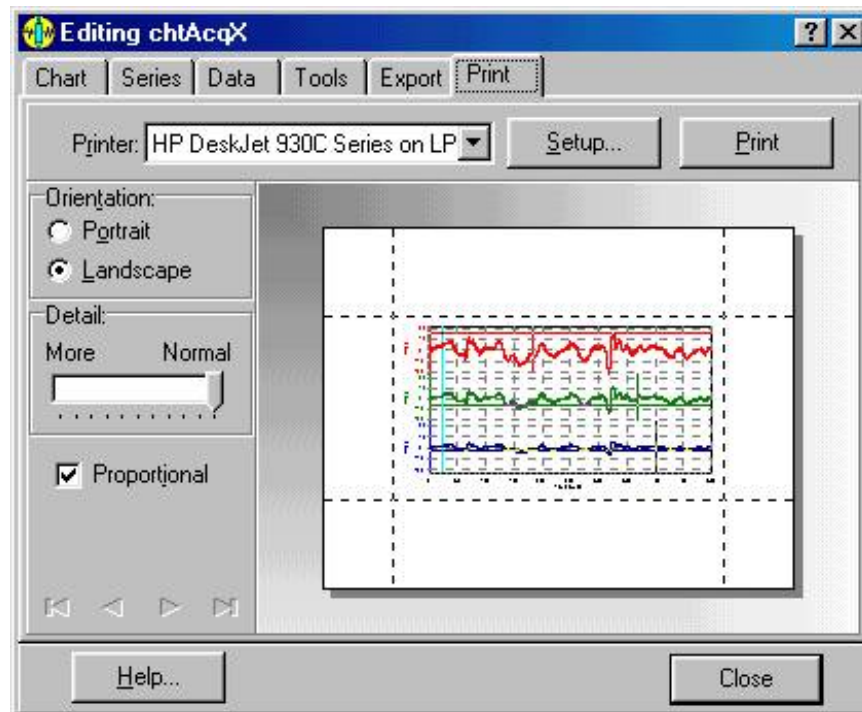 Editing chtAcqX
Chart Series Data Tools Export Print
Printer: HP DeskJet 930C Series on LP Setup... Print
Orientation:
Portrait
Landscape
Detail:
More Normal
Proportional
Help... Close